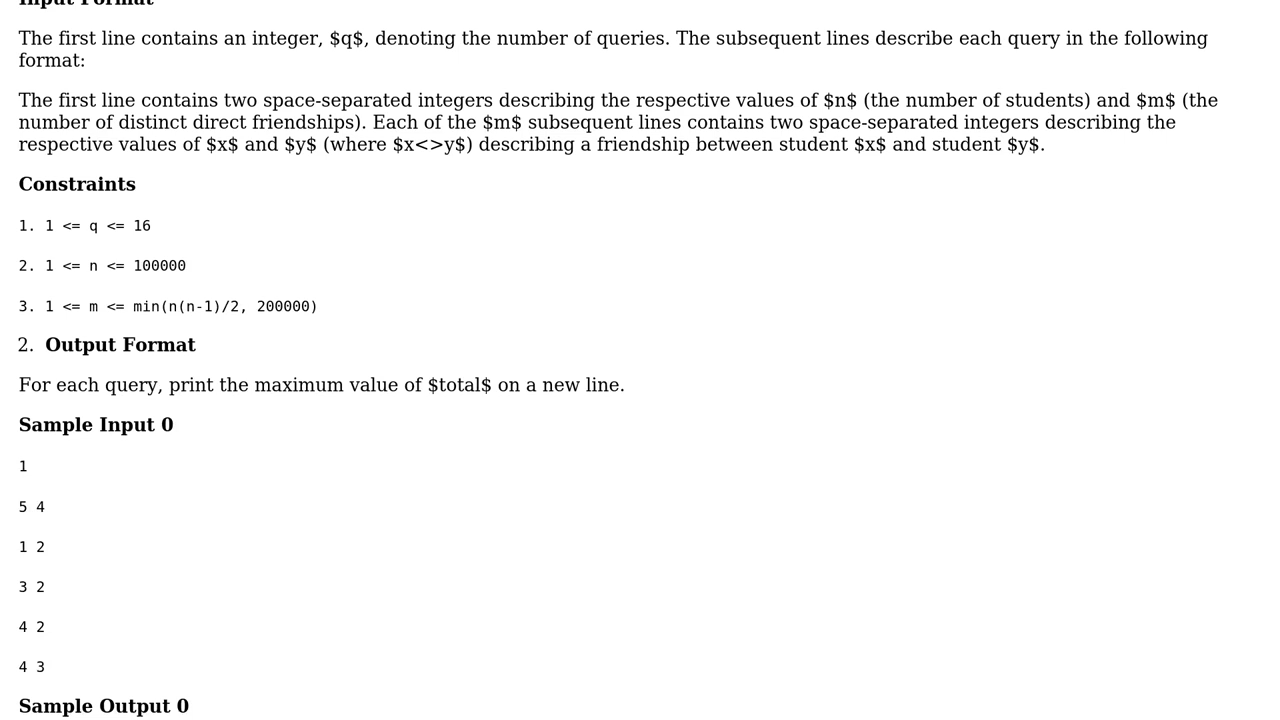 Input Format
The first line contains an integer, $q$, denoting the number of queries. The subsequent lines describe each query in the following
format:
The first line contains two space-separated integers describing the respective values of $n$ (the number of students) and $m$ (the
number of distinct direct friendships). Each of the $m$ subsequent lines contains two space-separated integers describing the
respective values of $x$ and $y$ (where $x<>y$) describing a friendship between student $x$ and student $y$.
Constraints
1. 1 <= q <= 16
2. 1 <= n <= 100000
3. 1 <= m <= min(n(n-1)/2, 200000)
2. Output Format
For each query, print the maximum value of $total$ on a new line.
Sample Input 0
1
5 4
1 2
3 2
4 2
4 3
Sample Output 0